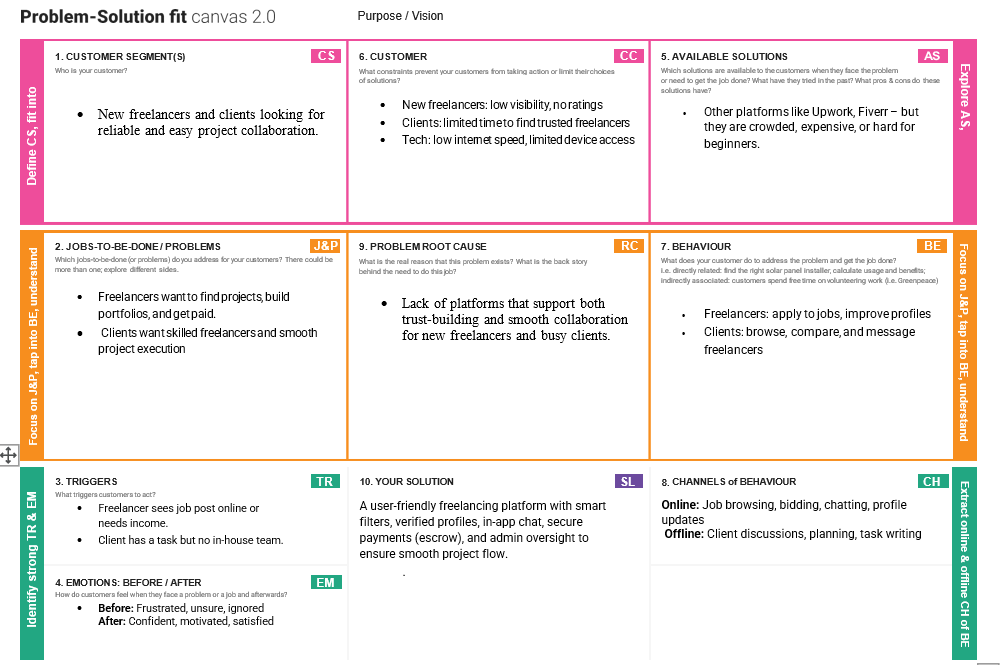 Problem-Solution fit canvas 2.0
Purpose / Vision
Define CS, fit into
1. CUSTOMER SEGMENT(S)
CS
Who is your customer?
• New freelancers and clients looking for
reliable and easy project collaboration.
6. CUSTOMER
CC
What constraints prevent your customers from taking action or limit their choices
of solutions?
• New freelancers: low visibility, no ratings
• Clients: limited time to find trusted freelancers
• Tech: low internet speed, limited device access
5. AVAILABLE SOLUTIONS
AS
Which solutions are available to the customers when they face the problem
or need to get the job done? What have they tried in the past? What pros & cons do these
solutions have?
• Other platforms like Upwork, Fiverr – but
they are crowded, expensive, or hard for
beginners.
Explore AS,
Focus on J&P, tap into BE, understand
2. JOBS-TO-BE-DONE / PROBLEMS
J&P
Which jobs-to-be-done (or problems) do you address for your customers? There could be
more than one; explore different sides.
• Freelancers want to find projects, build
portfolios, and get paid.
• Clients want skilled freelancers and smooth
project execution
9. PROBLEM ROOT CAUSE
RC
What is the real reason that this problem exists? What is the back story
behind the need to do this job?
• Lack of platforms that support both
trust-building and smooth collaboration
for new freelancers and busy clients.
7. BEHAVIOUR
BE
What does your customer do to address the problem and get the job done?
i.e. directly related: find the right solar panel installer, calculate usage and benefits;
indirectly associated: customers spend free time on volunteering work (i.e. Greenpeace)
• Freelancers: apply to jobs, improve profiles
• Clients: browse, compare, and message
freelancers
Focus on J&P, tap into BE, understand
Identify strong TR & EM
3. TRIGGERS
TR
What triggers customers to act?
• Freelancer sees job post online or
needs income.
• Client has a task but no in-house team.
4. EMOTIONS: BEFORE / AFTER
EM
How do customers feel when they face a problem or a job and afterwards?
• Before: Frustrated, unsure, ignored
After: Confident, motivated, satisfied
10. YOUR SOLUTION
SL
A user-friendly freelancing platform with smart
filters, verified profiles, in-app chat, secure
payments (escrow), and admin oversight to
ensure smooth project flow.
.
8. CHANNELS of BEHAVIOUR
CH
Online: Job browsing, bidding, chatting, profile
updates
Offline: Client discussions, planning, task writing
Extract online & offline CH of BE